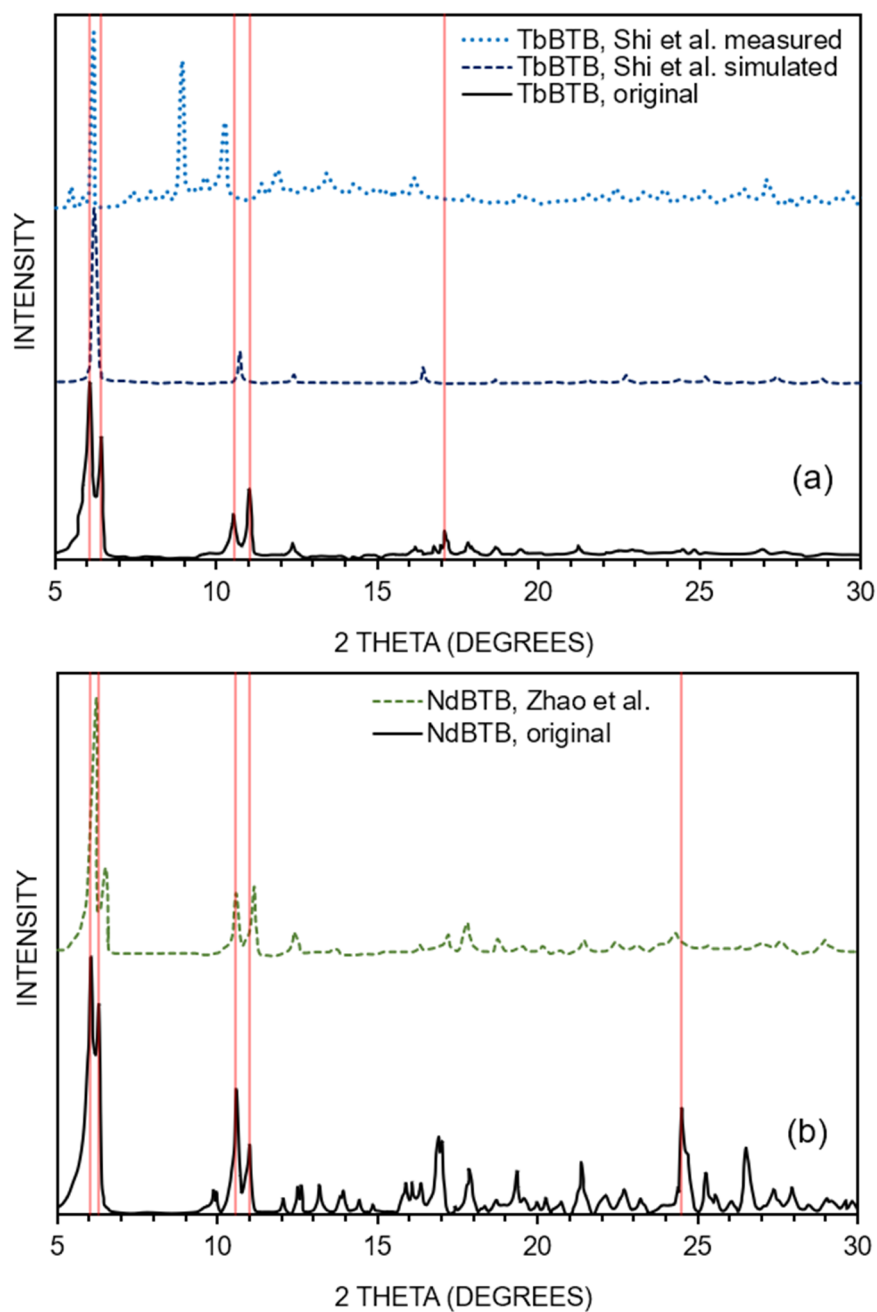 TbBTB, Shi et al. measured
TbBTB, Shi et al. simulated
TbBTB, original
INTENSITY
(a)
5 10 15 20 25 30
2 THETA (DEGREES)
NdBTB, Zhao et al.
NdBTB, original
INTENSITY
(b)
5 10 15 20 25 30
2 THETA (DEGREES)